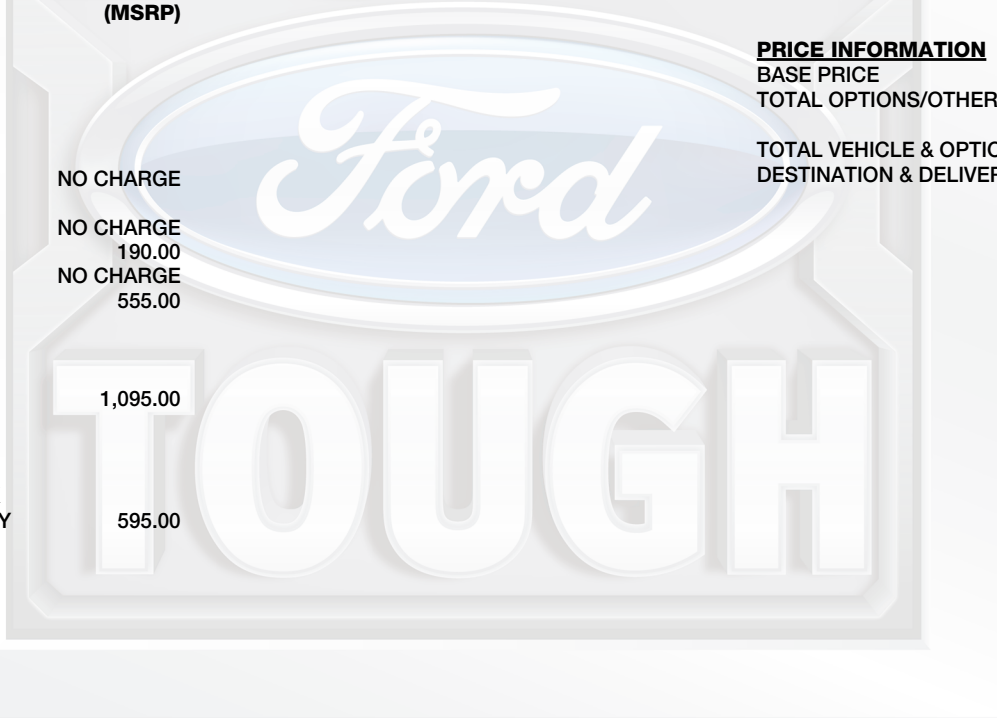 (MSRP)
NO CHARGE
NO CHARGE
190.00
NO CHARGE
555.00
1,095.00
Y 595.00
PRICE INFORMATION
BASE PRICE
TOTAL OPTIONS/OTHER
TOTAL VEHICLE & OPTIO
DESTINATION & DELIVER
Ford
TOUGH